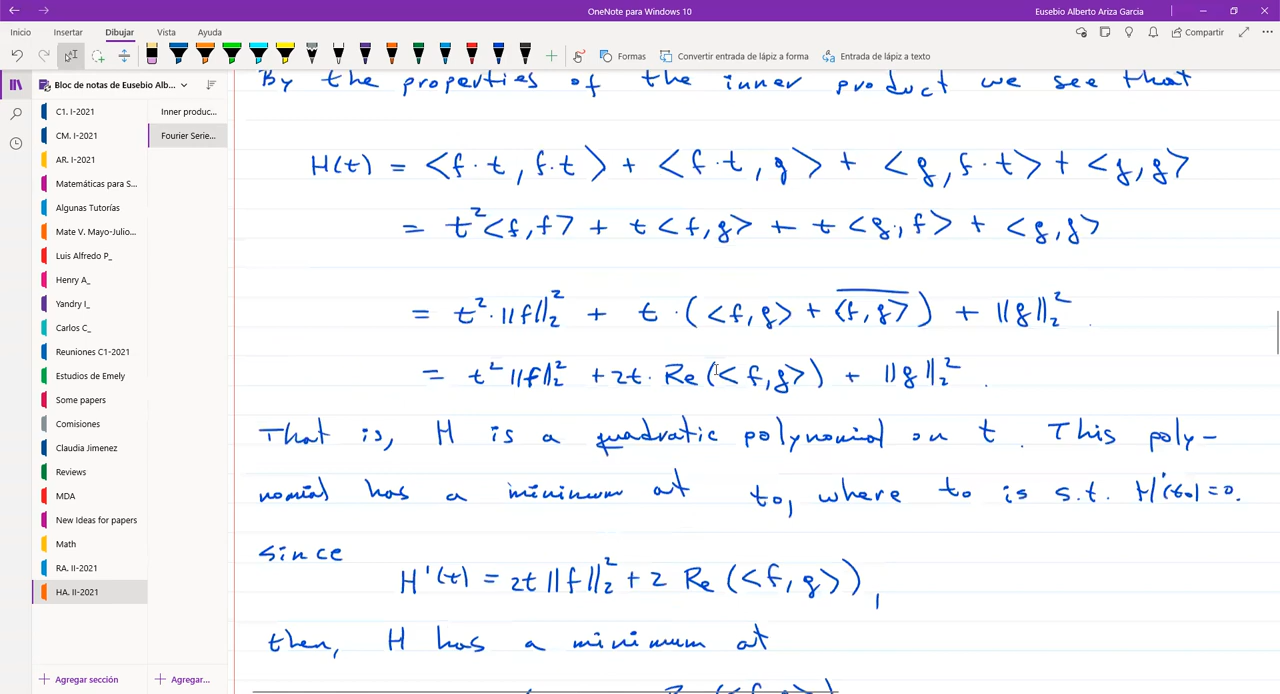 OneNote para Windows 10
Eusebio Alberto Ariza Garcia
Inicio Insertar Dibujar Vista Ayuda
Compartir
Formas Convertir entrada de lápiz a forma Entrada de lápiz a texto
Bloc de notas de Eusebio Alb...
C1. I-2021
CM. I-2021
AR. I-2021
Matemáticas para S...
Algunas Tutorías
Mate V. Mayo-Julio...
Luis Alfredo P_
Henry A_
Yandry I_
Carlos C_
Reuniones C1-2021
Estudios de Emely
Some papers
Comisiones
Claudia Jimenez
Reviews
MDA
New Ideas for papers
Math
RA. II-2021
HA. II-2021
Agregar sección
Inner produc...
Fourier Serie...
Agregar...
By the properties of the inner product we see that
H(t) = <f·t, f·t> + <f·t, g> + <g, f·t> + <g, g>
= t² <f, f> + t <f, g> + t <g, f> + <g, g>
= t² · ||f||₂² + t · (<f, g> + \overline{<f, g>}) + ||g||₂² .
= t² ||f||₂² + 2t · Re(<f, g>) + ||g||₂² .
That is, H is a quadratic polynomial on t. This poly-
nomial has a minimum at t₀, where t₀ is s.t. H'(t₀)=0.
since
H'(t) = 2t ||f||₂² + 2 Re (<f, g>),
then, H has a minimum at